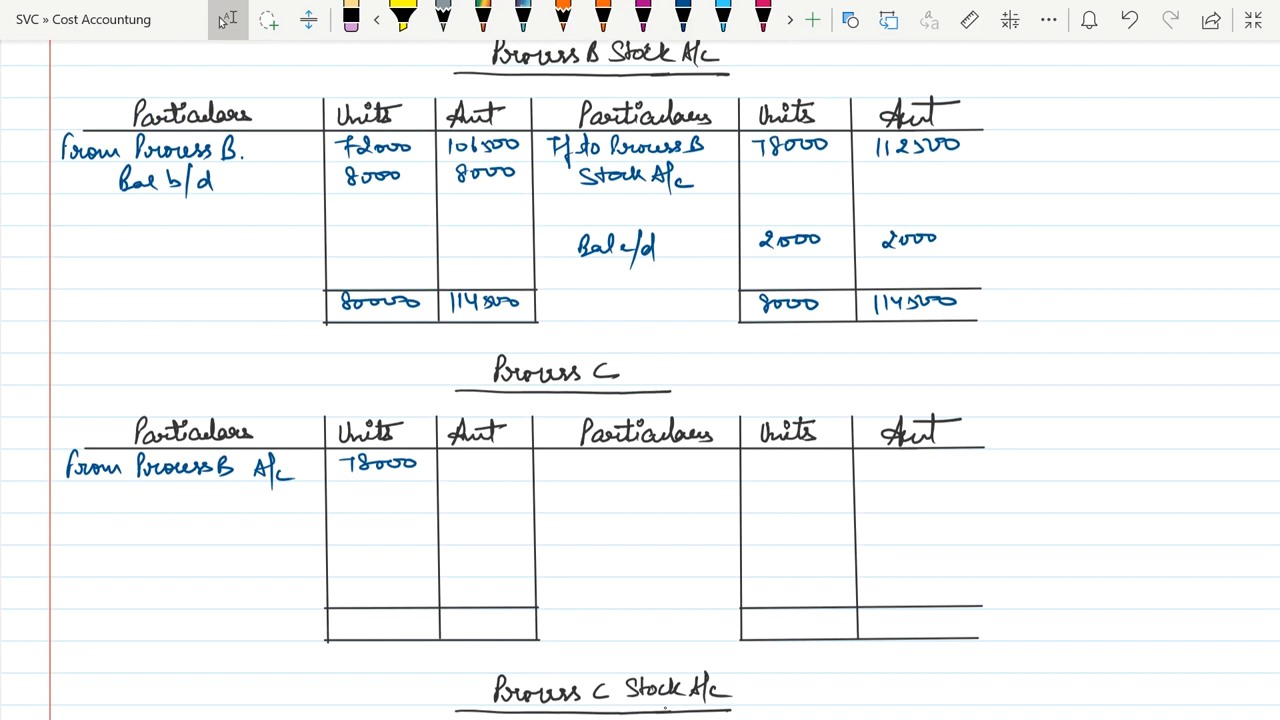 SVC » Cost Accountung
Process B Stock A/c
Particulars Units Amt Particulars Units Amt
From Process B. 72000 106500 Tf to Process B 78000 112500
Bal b/d 8000 8000 Stock A/c
Bal c/d 2000 2000
80000 114500 8000 114500
Process C
Particulars Units Amt Particulars Units Amt
From Process B A/c 78000
Process C Stock A/c